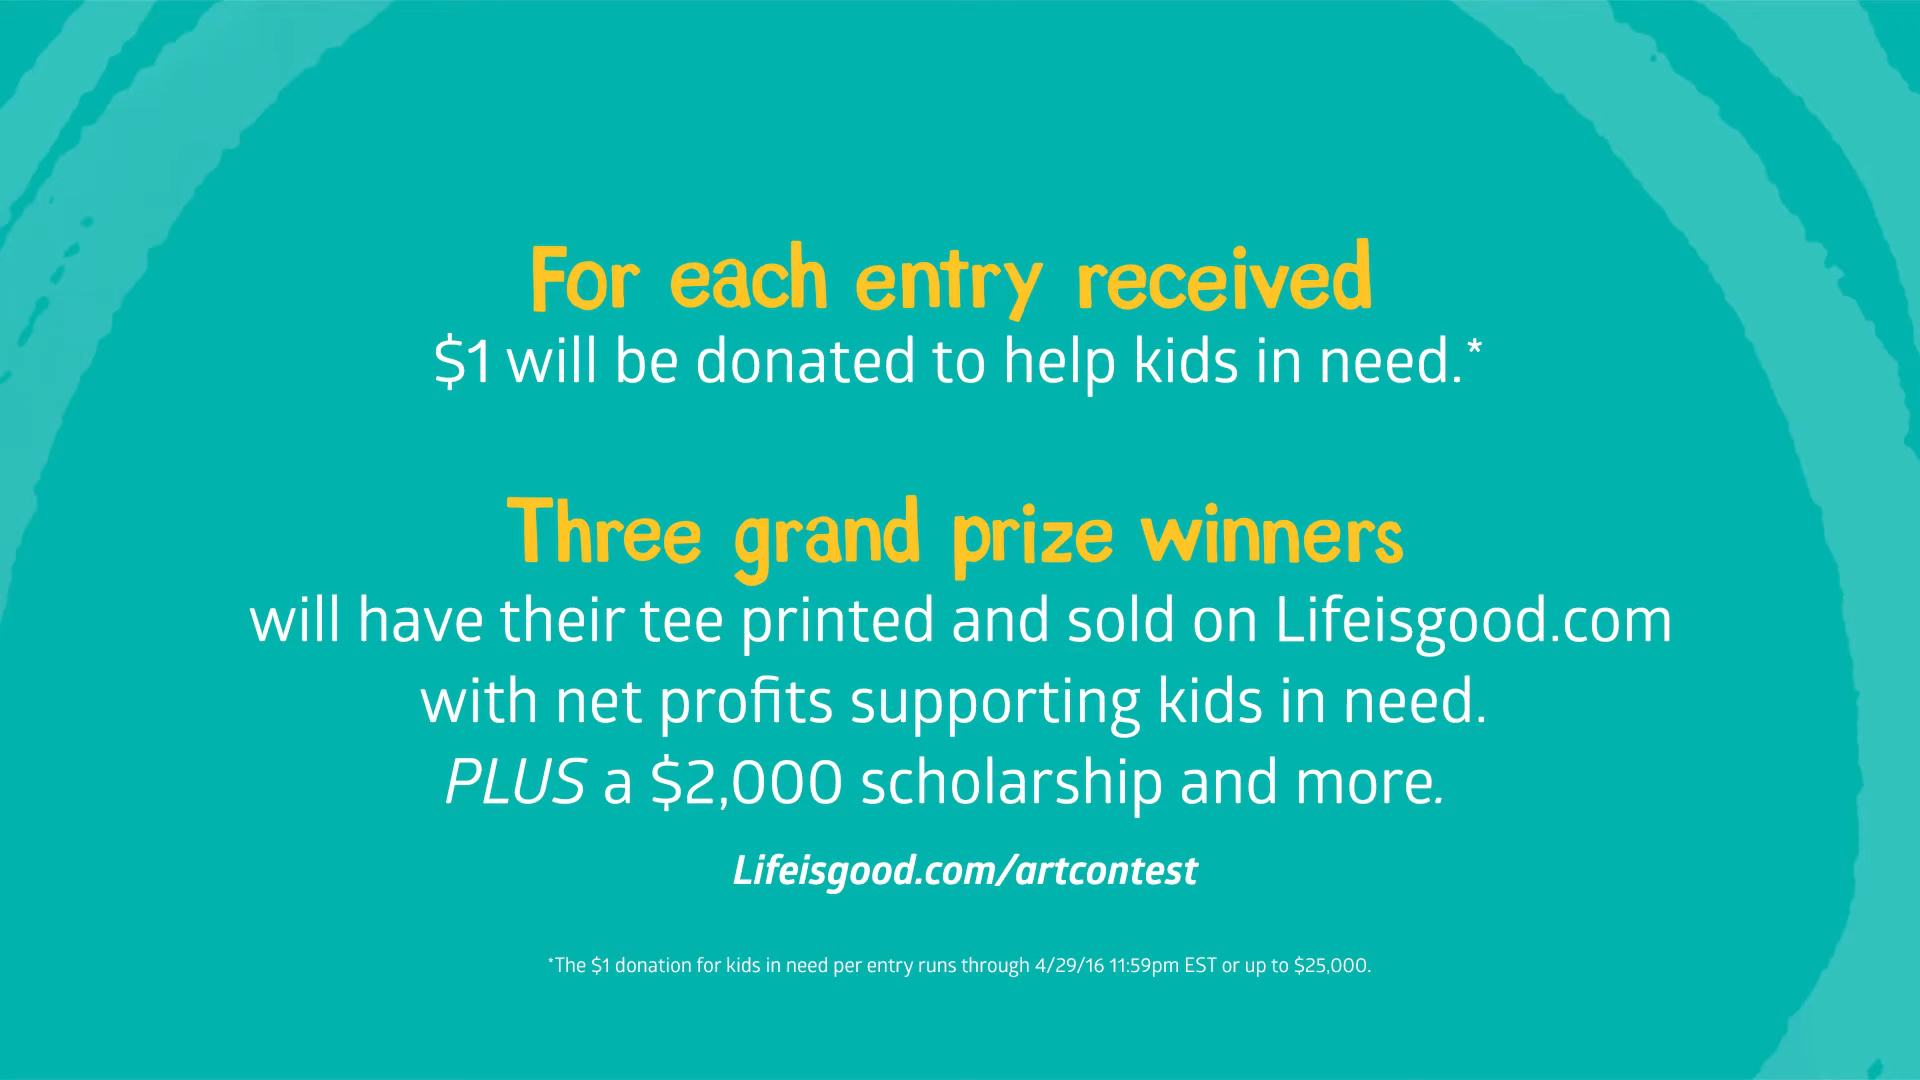 For each entry received
$1 will be donated to help kids in need.*
Three grand prize winners
will have their tee printed and sold on Lifeisgood.com
with net profits supporting kids in need.
PLUS a $2,000 scholarship and more.
Lifeisgood.com/artcontest
*The $1 donation for kids in need per entry runs through 4/29/16 11:59pm EST or up to $25,000.